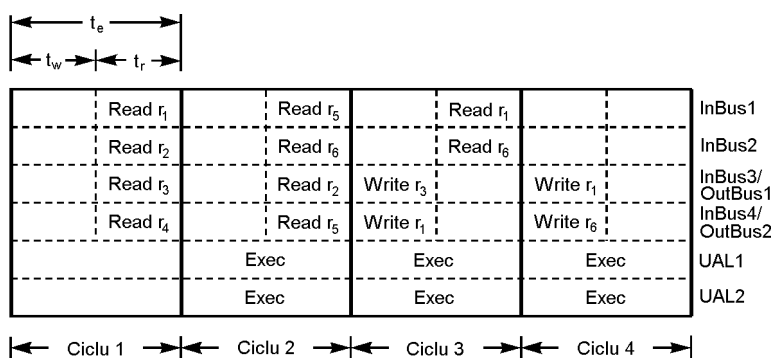 te
tw tr
Read r1 Read r5 Read r1 InBus1
Read r2 Read r6 Read r6 InBus2
Read r3 Read r2 Write r3 Write r1 InBus3/
OutBus1
Read r4 Read r5 Write r1 Write r6 InBus4/
OutBus2
Exec Exec Exec UAL1
Exec Exec Exec UAL2
Ciclu 1 Ciclu 2 Ciclu 3 Ciclu 4